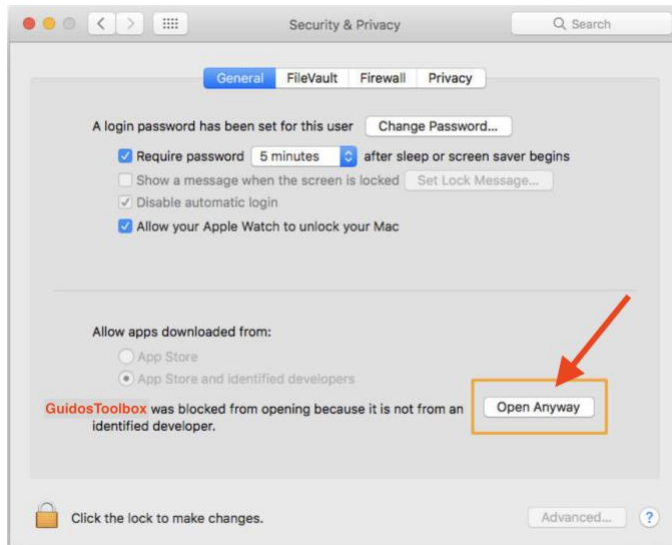 Security & Privacy
Search
General FileVault Firewall Privacy
A login password has been set for this user Change Password...
Require password 5 minutes after sleep or screen saver begins
Show a message when the screen is locked Set Lock Message...
Disable automatic login
Allow your Apple Watch to unlock your Mac
Allow apps downloaded from:
App Store
App Store and identified developers
GuidosToolbox was blocked from opening because it is not from an
identified developer.
Open Anyway
Click the lock to make changes.
Advanced...
?